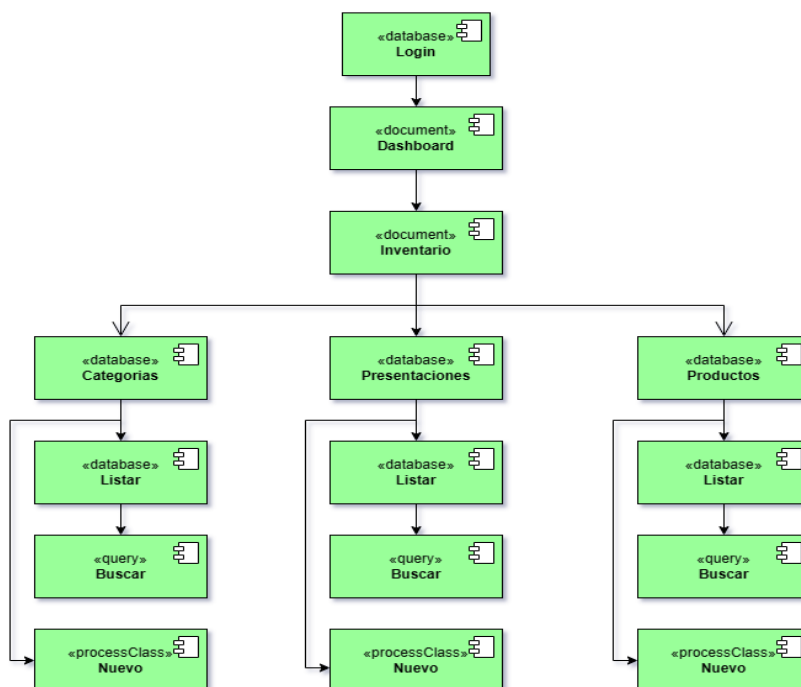 «database»
Login
«document»
Dashboard
«document»
Inventario
«database»
Categorias
«database»
Presentaciones
«database»
Productos
«database»
Listar
«database»
Listar
«database»
Listar
«query»
Buscar
«query»
Buscar
«query»
Buscar
«processClass»
Nuevo
«processClass»
Nuevo
«processClass»
Nuevo